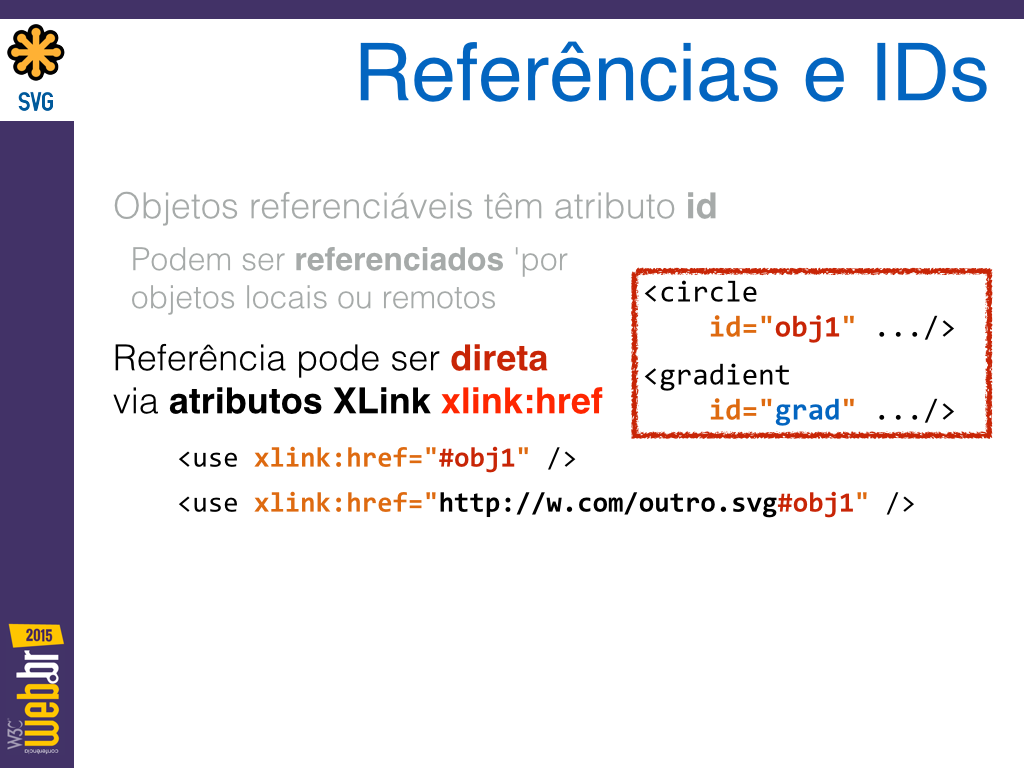 SVG
Referências e IDs
Objetos referenciáveis têm atributo id
Podem ser referenciados 'por
objetos locais ou remotos
<circle
id="obj1" .../>
<gradient
id="grad" .../>
Referência pode ser direta
via atributos XLink xlink:href
<use xlink:href="#obj1" />
<use xlink:href="http://w.com/outro.svg#obj1" />
2015
W3C
conferência
web.br